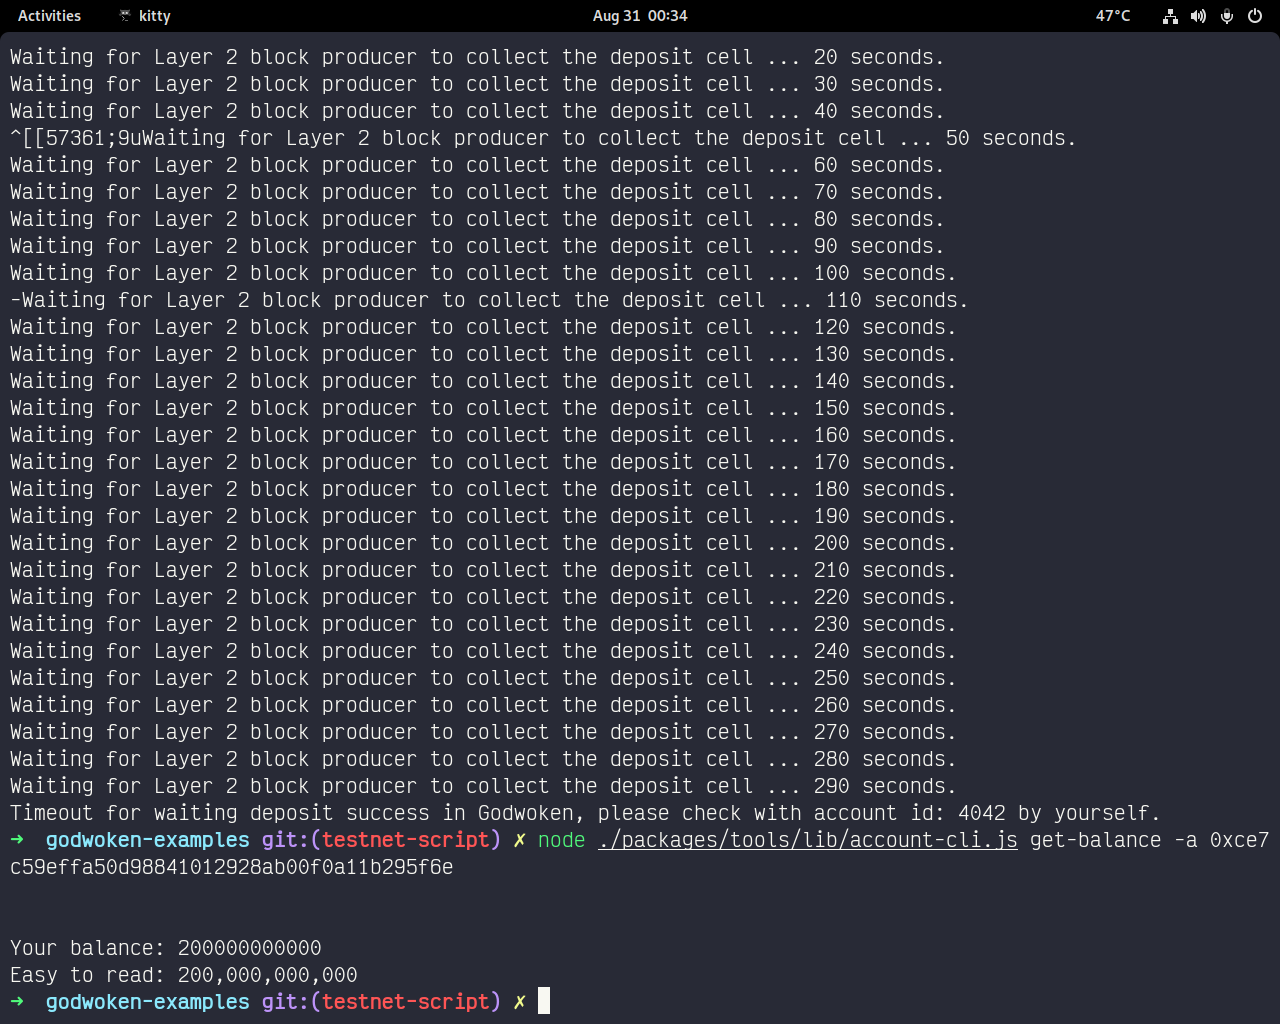 Activities kitty Aug 31 00:34 47°C
Waiting for Layer 2 block producer to collect the deposit cell ... 20 seconds.
Waiting for Layer 2 block producer to collect the deposit cell ... 30 seconds.
Waiting for Layer 2 block producer to collect the deposit cell ... 40 seconds.
^[[57361;9uWaiting for Layer 2 block producer to collect the deposit cell ... 50 seconds.
Waiting for Layer 2 block producer to collect the deposit cell ... 60 seconds.
Waiting for Layer 2 block producer to collect the deposit cell ... 70 seconds.
Waiting for Layer 2 block producer to collect the deposit cell ... 80 seconds.
Waiting for Layer 2 block producer to collect the deposit cell ... 90 seconds.
Waiting for Layer 2 block producer to collect the deposit cell ... 100 seconds.
-Waiting for Layer 2 block producer to collect the deposit cell ... 110 seconds.
Waiting for Layer 2 block producer to collect the deposit cell ... 120 seconds.
Waiting for Layer 2 block producer to collect the deposit cell ... 130 seconds.
Waiting for Layer 2 block producer to collect the deposit cell ... 140 seconds.
Waiting for Layer 2 block producer to collect the deposit cell ... 150 seconds.
Waiting for Layer 2 block producer to collect the deposit cell ... 160 seconds.
Waiting for Layer 2 block producer to collect the deposit cell ... 170 seconds.
Waiting for Layer 2 block producer to collect the deposit cell ... 180 seconds.
Waiting for Layer 2 block producer to collect the deposit cell ... 190 seconds.
Waiting for Layer 2 block producer to collect the deposit cell ... 200 seconds.
Waiting for Layer 2 block producer to collect the deposit cell ... 210 seconds.
Waiting for Layer 2 block producer to collect the deposit cell ... 220 seconds.
Waiting for Layer 2 block producer to collect the deposit cell ... 230 seconds.
Waiting for Layer 2 block producer to collect the deposit cell ... 240 seconds.
Waiting for Layer 2 block producer to collect the deposit cell ... 250 seconds.
Waiting for Layer 2 block producer to collect the deposit cell ... 260 seconds.
Waiting for Layer 2 block producer to collect the deposit cell ... 270 seconds.
Waiting for Layer 2 block producer to collect the deposit cell ... 280 seconds.
Waiting for Layer 2 block producer to collect the deposit cell ... 290 seconds.
Timeout for waiting deposit success in Godwoken, please check with account id: 4042 by yourself.
➜ godwoken-examples git:(testnet-script) ✗ node ./packages/tools/lib/account-cli.js get-balance -a 0xce7
c59effa50d98841012928ab00f0a11b295f6e
Your balance: 200000000000
Easy to read: 200,000,000,000
➜ godwoken-examples git:(testnet-script) ✗